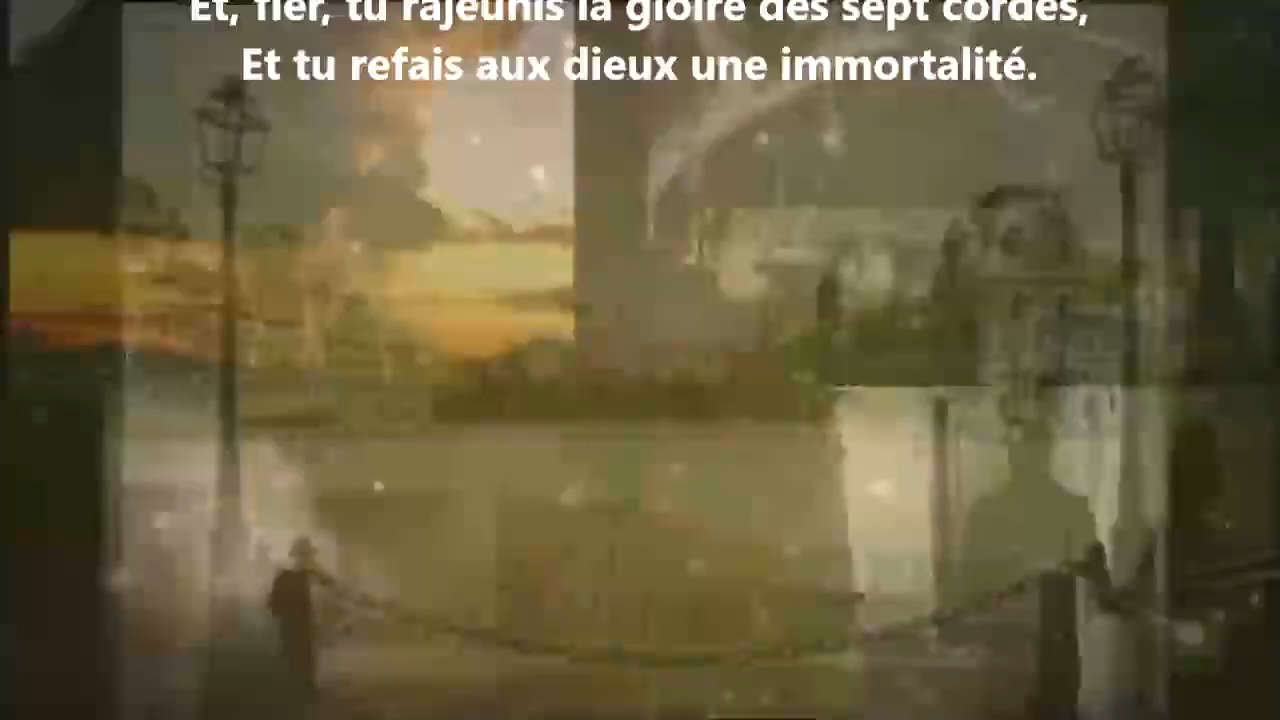 Et, fier, tu rajeunis la gloire des sept cordes,
Et tu refais aux dieux une immortalité.